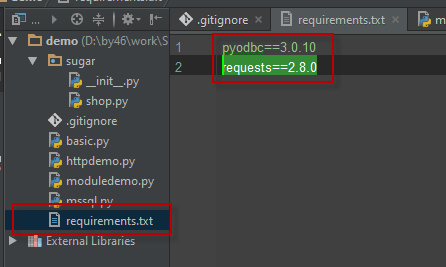 .gitignore
requirements.txt
demo (D:\by46\work\S
sugar
__init__.py
shop.py
.gitignore
basic.py
httpdemo.py
moduledemo.py
mssql.py
requirements.txt
External Libraries
1 pyodbc==3.0.10
2 requests==2.8.0